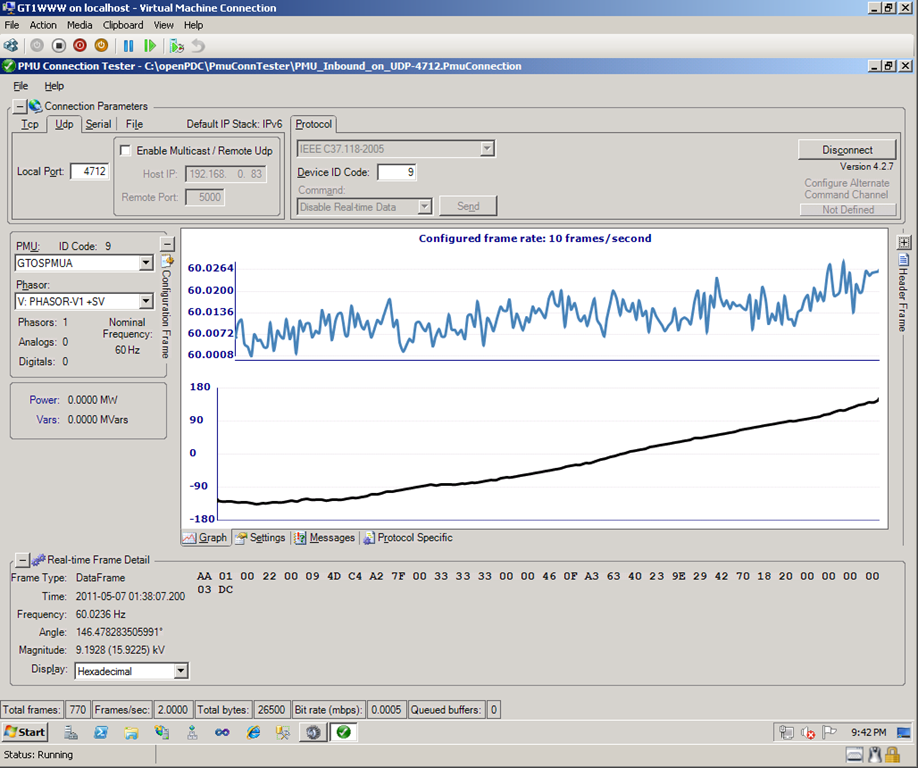 GT1WWW on localhost - Virtual Machine Connection
File Action Media Clipboard View Help
PMU Connection Tester - C:\openPDC\PmuConnTester\PMU_Inbound_on_UDP-4712.PmuConnection
File Help
Connection Parameters
Tcp Udp Serial File Default IP Stack: IPv6 Protocol
Enable Multicast / Remote Udp
Local Port: 4712
Host IP: 192.168. 0. 83
Remote Port: 5000
IEEE C37.118-2005
Device ID Code: 9
Command:
Disable Real-time Data Send
Disconnect
Version 4.2.7
Configure Alternate
Command Channel
Not Defined
PMU: ID Code: 9
GTOSPMUA
Phasor:
V: PHASOR-V1 +SV
Phasors: 1
Analogs: 0
Digitals: 0
Nominal
Frequency:
60 Hz
Configuration Frame
Power: 0.0000 MW
Vars: 0.0000 MVars
Configured frame rate: 10 frames/second
60.0264
60.0200
60.0136
60.0072
60.0008
180
90
0
-90
-180
Header Frame
Graph Settings Messages Protocol Specific
Real-time Frame Detail
Frame Type: DataFrame
Time: 2011-05-07 01:38:07.200
Frequency: 60.0236 Hz
Angle: 146.478283505991°
Magnitude: 9.1928 (15.9225) kV
Display: Hexadecimal
AA 01 00 22 00 09 4D C4 A2 7F 00 33 33 33 00 00 46 0F A3 63 40 23 9E 29 42 70 18 20 00 00 00 00
03 DC
Total frames: 770 Frames/sec: 2.0000 Total bytes: 26500 Bit rate (mbps): 0.0005 Queued buffers: 0
Start 9:42 PM
Status: Running